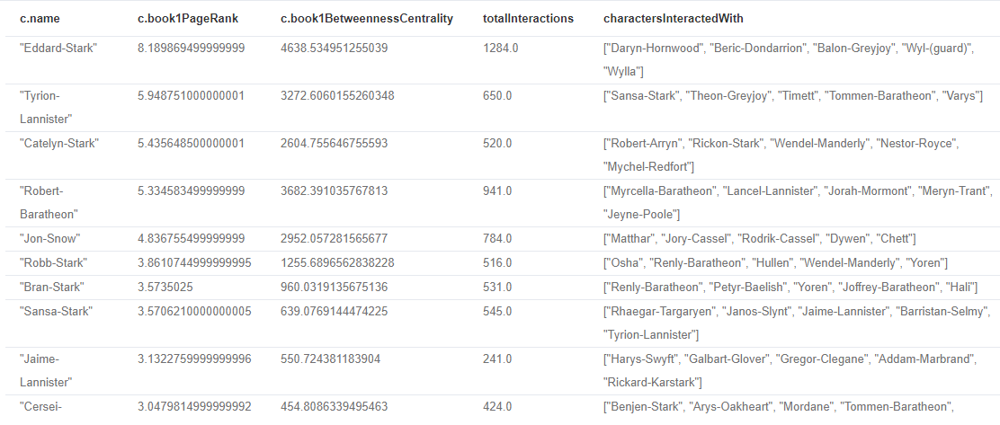 c.name c.book1PageRank c.book1BetweennessCentrality totalInteractions charactersInteractedWith
"Eddard-Stark" 8.189869499999999 4638.534951255039 1284.0 ["Daryn-Hornwood", "Beric-Dondarrion", "Balon-Greyjoy", "Wyl-(guard)",
"Wylla"]
"Tyrion- 5.948751000000001 3272.6060155260348 650.0 ["Sansa-Stark", "Theon-Greyjoy", "Timett", "Tommen-Baratheon", "Varys"]
Lannister"
"Catelyn-Stark" 5.435648500000001 2604.755646755593 520.0 ["Robert-Arryn", "Rickon-Stark", "Wendel-Manderly", "Nestor-Royce",
"Mychel-Redfort"]
"Robert- 5.334583499999999 3682.391035767813 941.0 ["Myrcella-Baratheon", "Lancel-Lannister", "Jorah-Mormont", "Meryn-Trant",
Baratheon" "Jeyne-Poole"]
"Jon-Snow" 4.836755499999999 2952.057281565677 784.0 ["Matthar", "Jory-Cassel", "Rodrik-Cassel", "Dywen", "Chett"]
"Robb-Stark" 3.8610744999999995 1255.6896562838228 516.0 ["Osha", "Renly-Baratheon", "Hullen", "Wendel-Manderly", "Yoren"]
"Bran-Stark" 3.5735025 960.0319135675136 531.0 ["Renly-Baratheon", "Petyr-Baelish", "Yoren", "Joffrey-Baratheon", "Hali"]
"Sansa-Stark" 3.5706210000000005 639.0769144474225 545.0 ["Rhaegar-Targaryen", "Janos-Slynt", "Jaime-Lannister", "Barristan-Selmy",
"Tyrion-Lannister"]
"Jaime- 3.1322759999999996 550.724381183904 241.0 ["Harys-Swyft", "Galbart-Glover", "Gregor-Clegane", "Addam-Marbrand",
Lannister" "Rickard-Karstark"]
"Cersei- 3.0479814999999992 454.8086339495463 424.0 ["Benjen-Stark", "Arys-Oakheart", "Mordane", "Tommen-Baratheon",